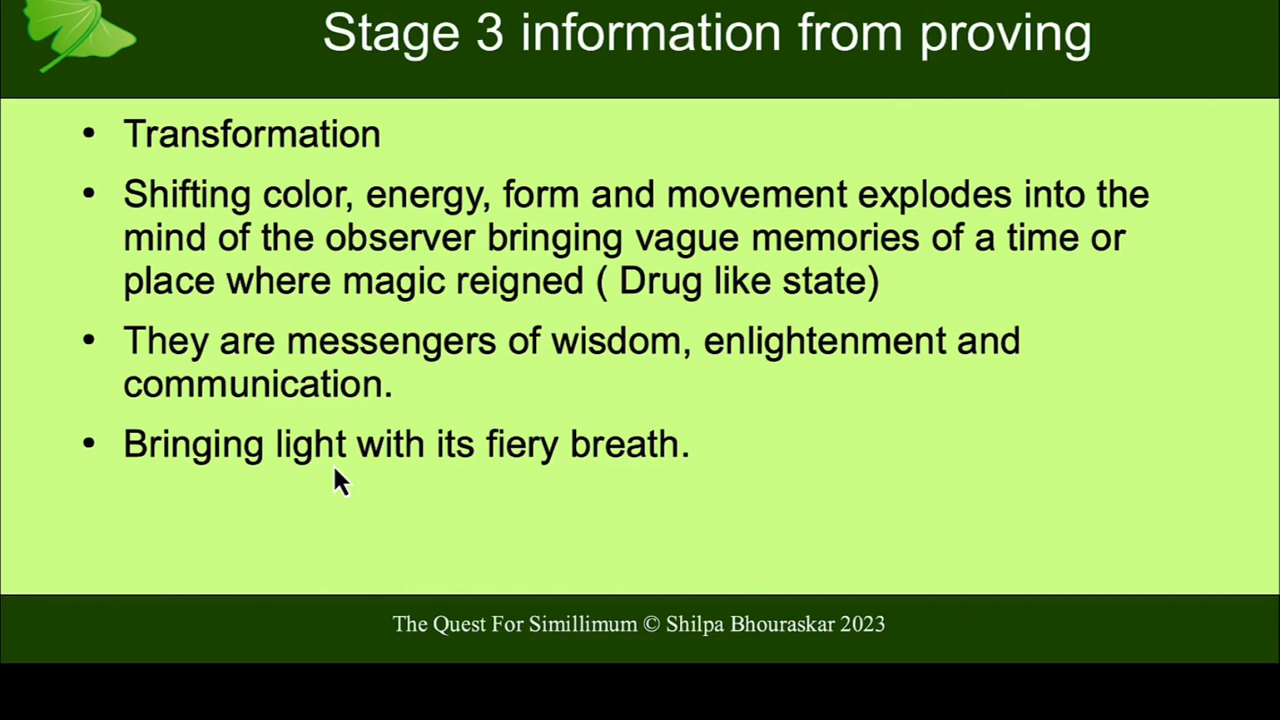 Stage 3 information from proving
• Transformation
• Shifting color, energy, form and movement explodes into the
mind of the observer bringing vague memories of a time or
place where magic reigned ( Drug like state)
• They are messengers of wisdom, enlightenment and
communication.
• Bringing light with its fiery breath.
The Quest For Simillimum © Shilpa Bhouraskar 2023